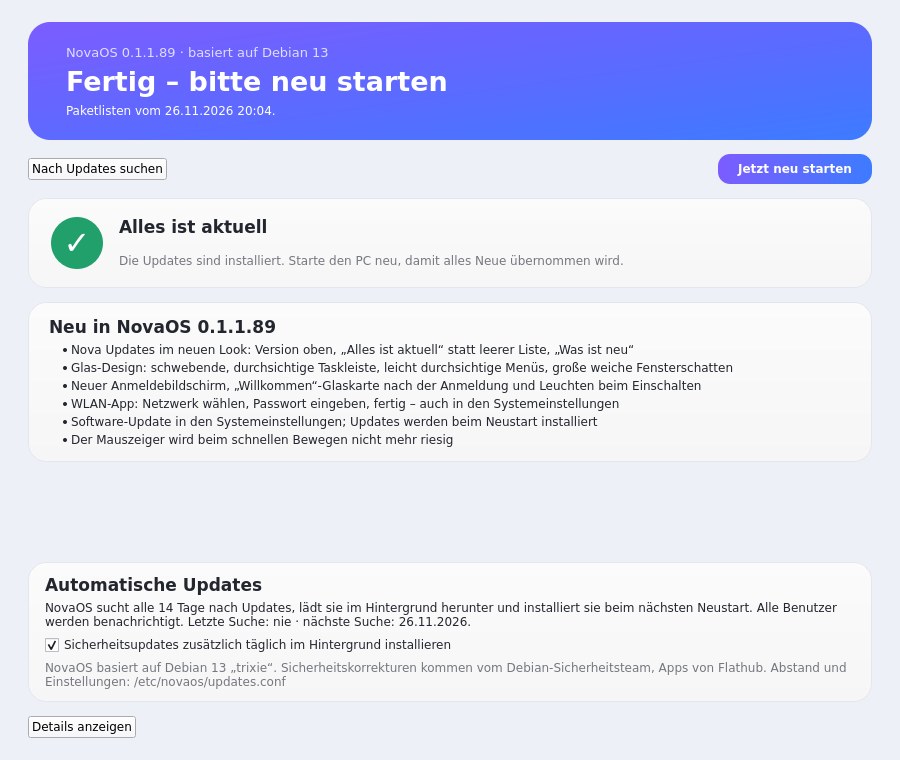 NovaOS 0.1.1.89 · basiert auf Debian 13
Fertig – bitte neu starten
Paketlisten vom 26.11.2026 20:04.
Nach Updates suchen
Jetzt neu starten
✓
Alles ist aktuell
Die Updates sind installiert. Starte den PC neu, damit alles Neue übernommen wird.
Neu in NovaOS 0.1.1.89
• Nova Updates im neuen Look: Version oben, „Alles ist aktuell“ statt leerer Liste, „Was ist neu“
• Glas-Design: schwebende, durchsichtige Taskleiste, leicht durchsichtige Menüs, große weiche Fensterschatten
• Neuer Anmeldebildschirm, „Willkommen“-Glaskarte nach der Anmeldung und Leuchten beim Einschalten
• WLAN-App: Netzwerk wählen, Passwort eingeben, fertig – auch in den Systemeinstellungen
• Software-Update in den Systemeinstellungen; Updates werden beim Neustart installiert
• Der Mauszeiger wird beim schnellen Bewegen nicht mehr riesig
Automatische Updates
NovaOS sucht alle 14 Tage nach Updates, lädt sie im Hintergrund herunter und installiert sie beim nächsten Neustart. Alle Benutzer
werden benachrichtigt. Letzte Suche: nie · nächste Suche: 26.11.2026.
Sicherheitsupdates zusätzlich täglich im Hintergrund installieren
NovaOS basiert auf Debian 13 „trixie“. Sicherheitskorrekturen kommen vom Debian-Sicherheitsteam, Apps von Flathub. Abstand und
Einstellungen: /etc/novaos/updates.conf
Details anzeigen